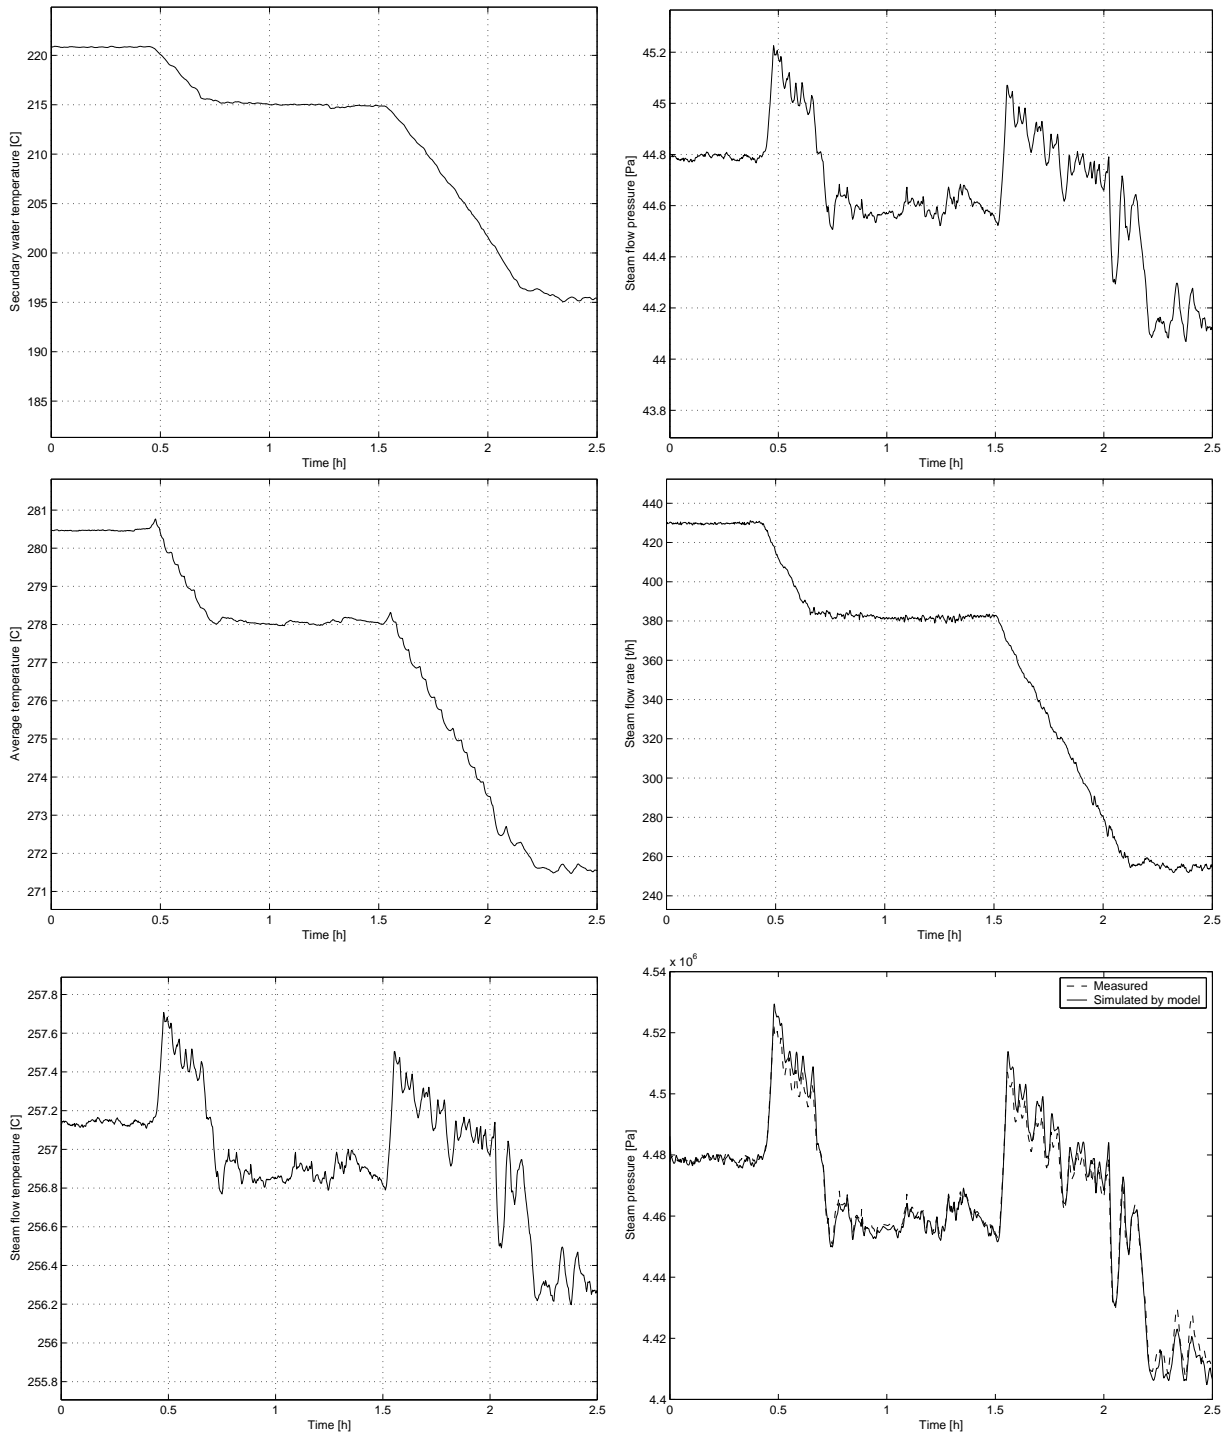 220
215
210
205
200
195
190
185
0 0.5 1 1.5 2 2.5
Time [h]
Secundary water temperature [C]
45.2
45
44.8
44.6
44.4
44.2
44
43.8
0 0.5 1 1.5 2 2.5
Time [h]
Steam flow pressure [Pa]
281
280
279
278
277
276
275
274
273
272
271
0 0.5 1 1.5 2 2.5
Time [h]
Average temperature [C]
440
420
400
380
360
340
320
300
280
260
240
0 0.5 1 1.5 2 2.5
Time [h]
Steam flow rate [t/h]
257.8
257.6
257.4
257.2
257
256.8
256.6
256.4
256.2
256
255.8
0 0.5 1 1.5 2 2.5
Time [h]
Steam flow temperature [C]
x 10^6
4.54
4.52
4.5
4.48
4.46
4.44
4.42
4.4
0 0.5 1 1.5 2 2.5
Time [h]
Steam pressure [Pa]
Measured
Simulated by model